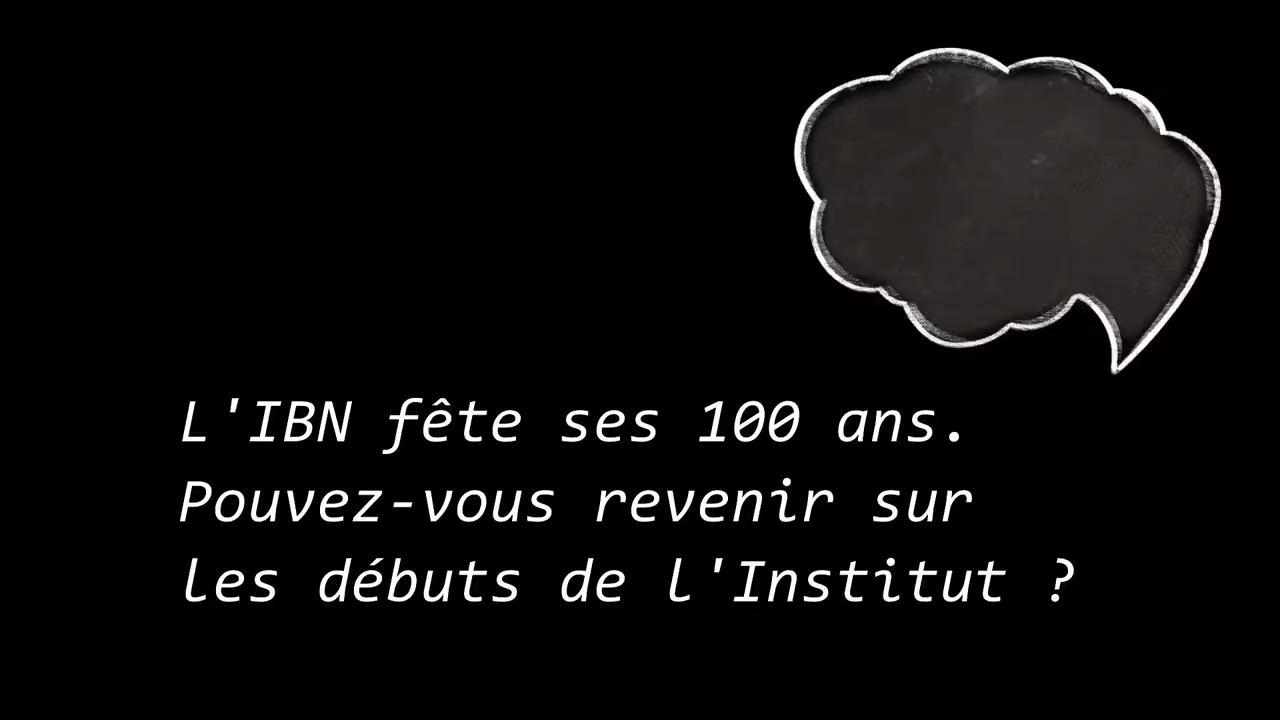 L'IBN fête ses 100 ans.
Pouvez-vous revenir sur
les débuts de l'Institut ?